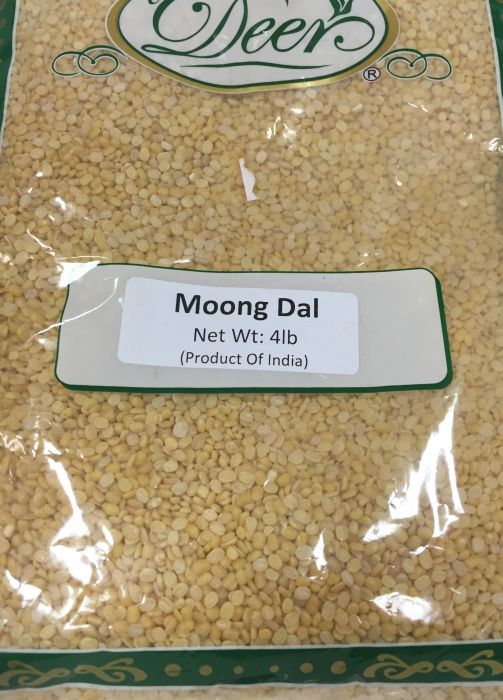 Deer
®
Moong Dal
Net Wt: 4lb
(Product Of India)